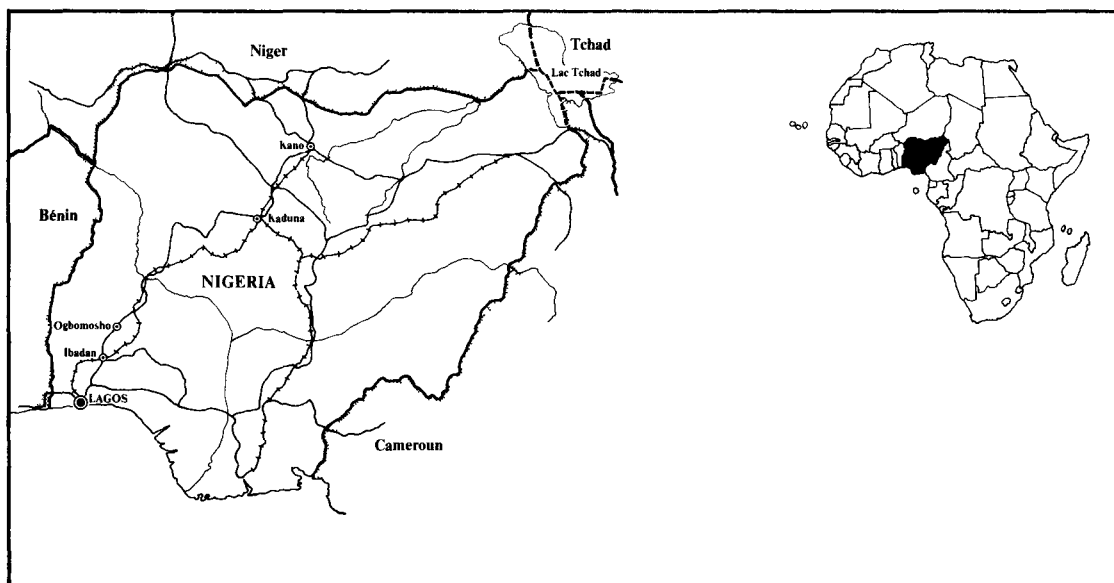 Niger
Tchad
Lac Tchad
Kano
Bénin
Kaduna
NIGERIA
Ogbomosho
Ibadan
LAGOS
Cameroun